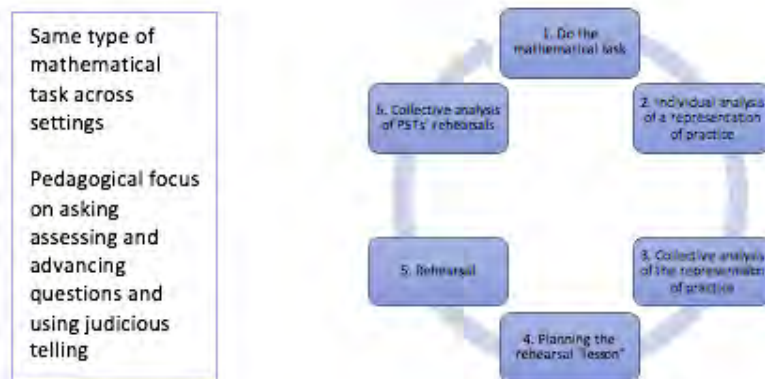 Same type of
mathematical
task across
settings
Pedagogical focus
on asking
assessing and
advancing
questions and
using judicious
telling
1. Do the
mathematical task
2. Individual analysis
of a representation
of practice
3. Collective analysis
of the representation
of practice
4. Planning the
rehearsal "lesson"
5. Rehearsal
6. Collective analysis
of PSTs' rehearsals